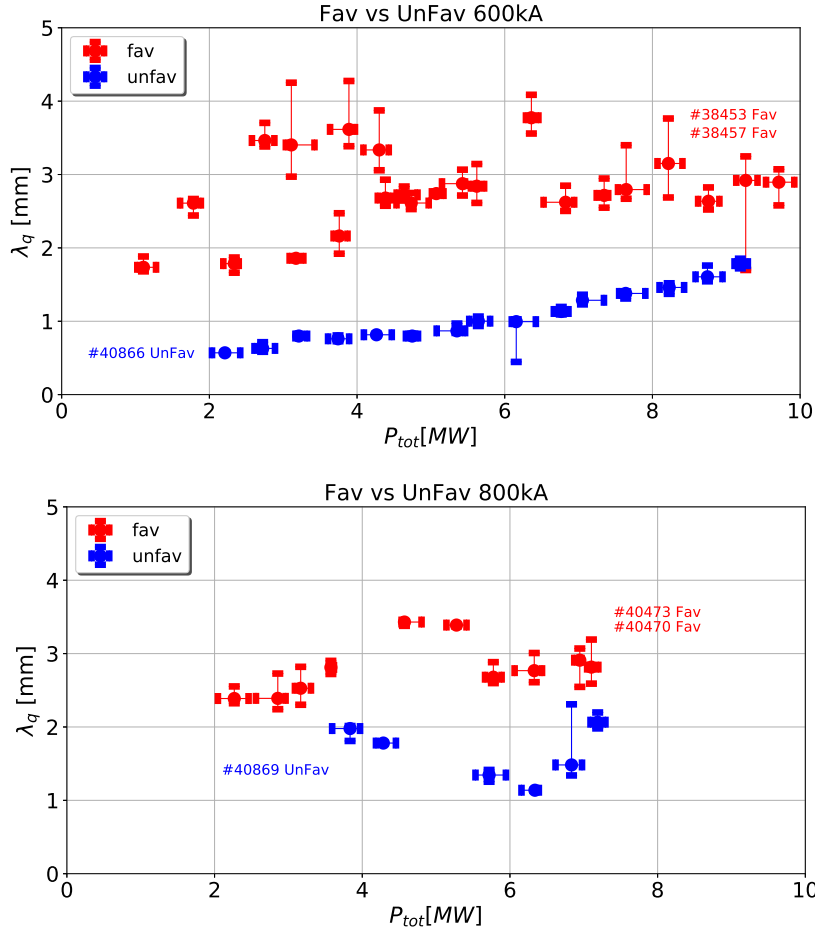 Fav vs UnFav 600kA
5
fav
unfav
#38453 Fav
#38457 Fav
4
3
λq [mm]
2
1
#40866 UnFav
0
0 2 4 6 8 10
Ptot[MW]
Fav vs UnFav 800kA
5
fav
unfav
4
#40473 Fav
#40470 Fav
3
λq [mm]
2
#40869 UnFav
1
0
0 2 4 6 8 10
Ptot[MW]